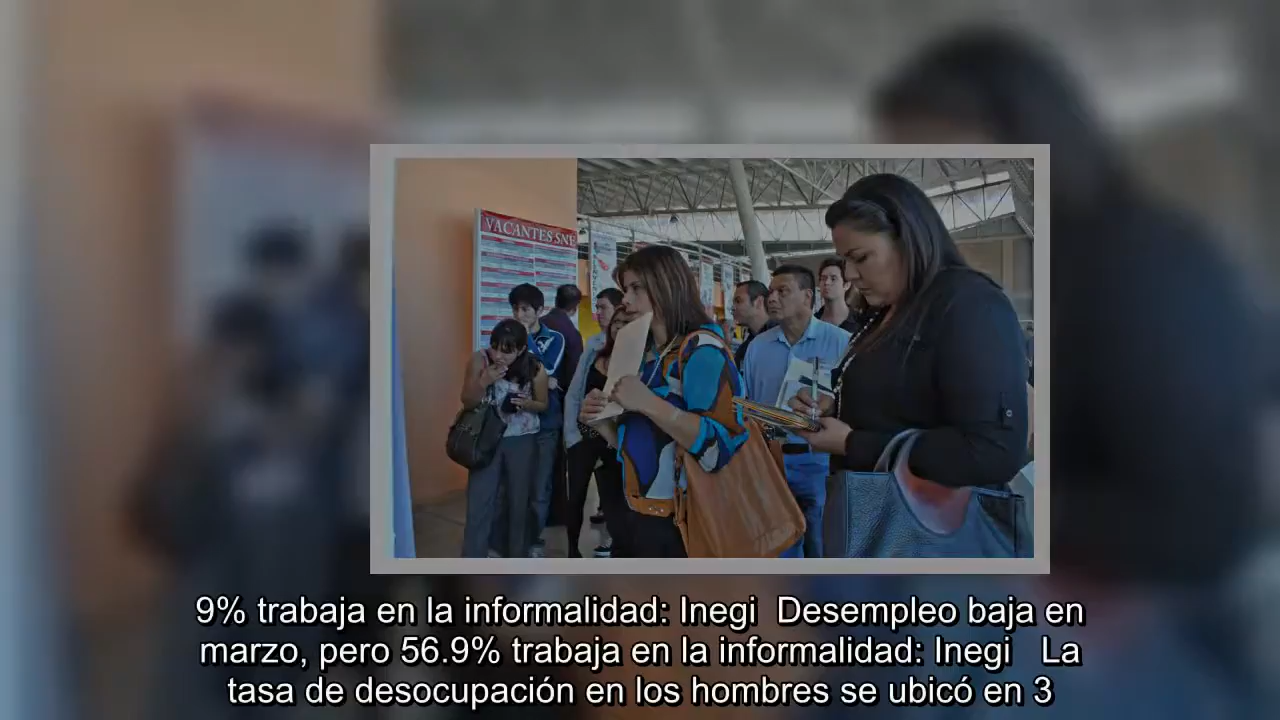 VACANTES SNE
9% trabaja en la informalidad: Inegi  Desempleo baja en
marzo, pero 56.9% trabaja en la informalidad: Inegi   La
tasa de desocupación en los hombres se ubicó en 3